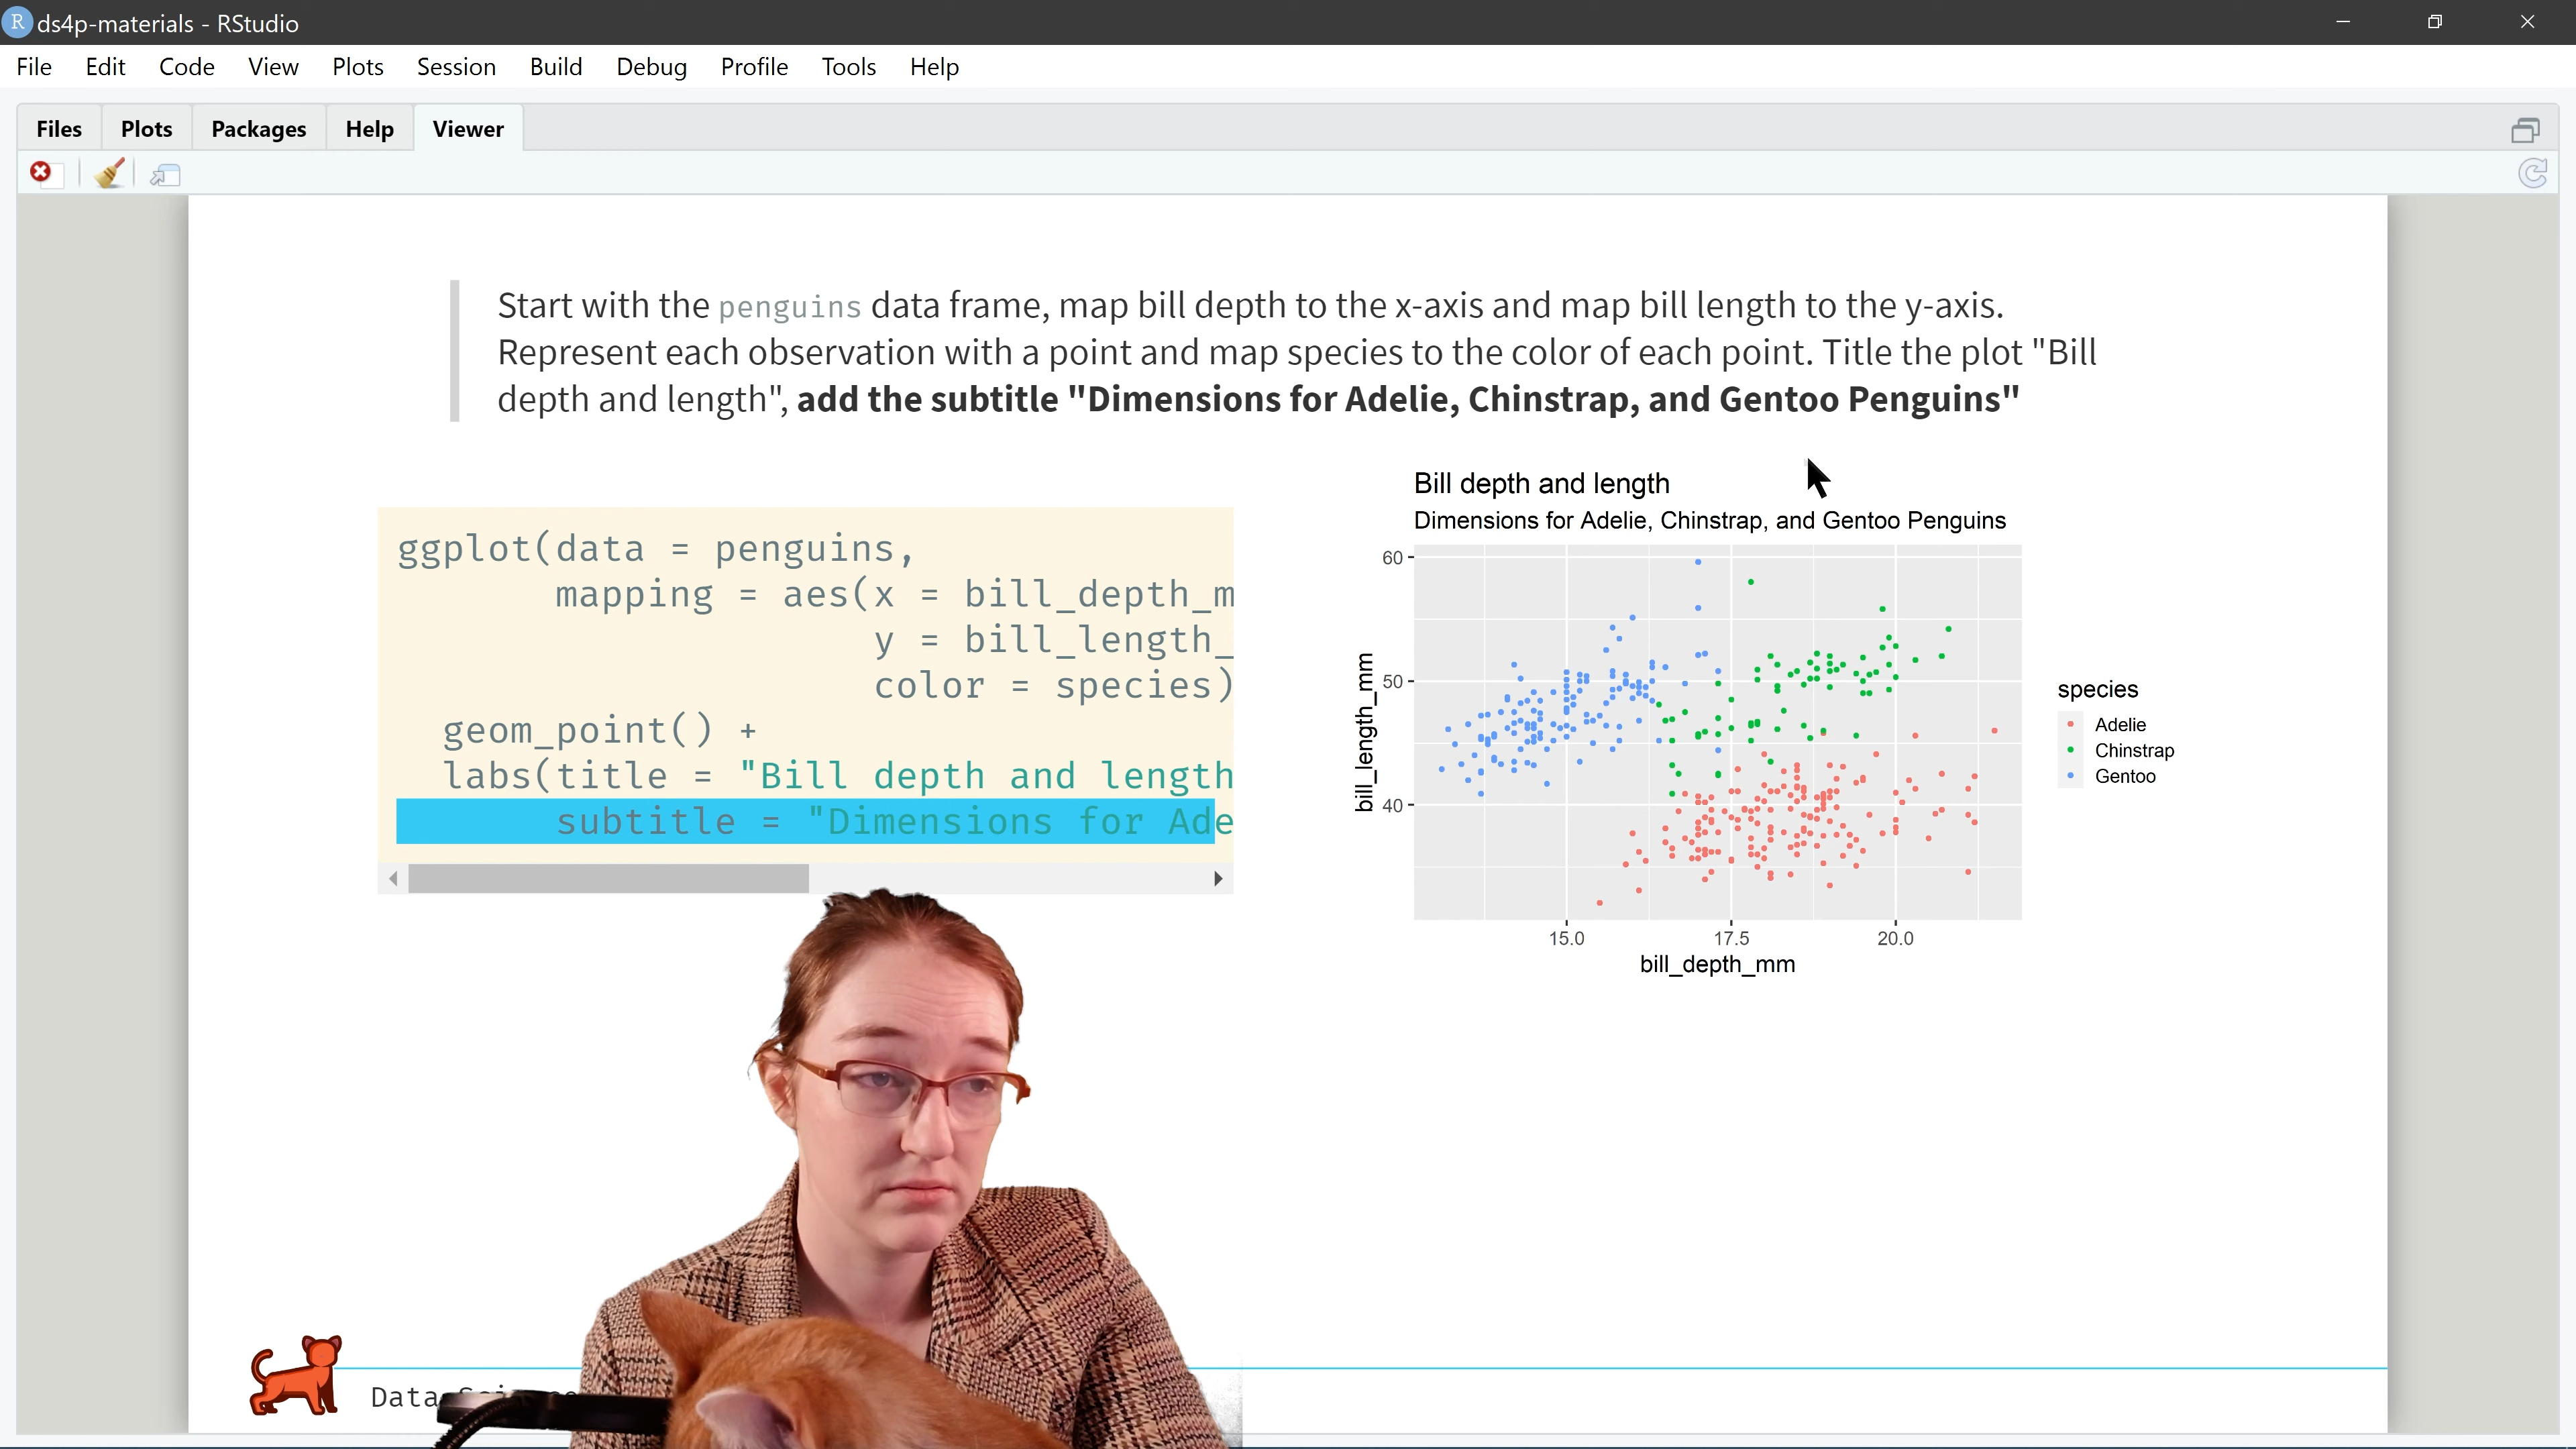 R ds4p-materials - RStudio
File Edit Code View Plots Session Build Debug Profile Tools Help
Files Plots Packages Help Viewer
Start with the penguins data frame, map bill depth to the x-axis and map bill length to the y-axis.
Represent each observation with a point and map species to the color of each point. Title the plot "Bill
depth and length", add the subtitle "Dimensions for Adelie, Chinstrap, and Gentoo Penguins"
ggplot(data = penguins,
mapping = aes(x = bill_depth_m
y = bill_length_
color = species)
geom_point() +
labs(title = "Bill depth and length
subtitle = "Dimensions for Ade
Bill depth and length
Dimensions for Adelie, Chinstrap, and Gentoo Penguins
60
50
40
bill_length_mm
15.0 17.5 20.0
bill_depth_mm
species
Adelie
Chinstrap
Gentoo
Data